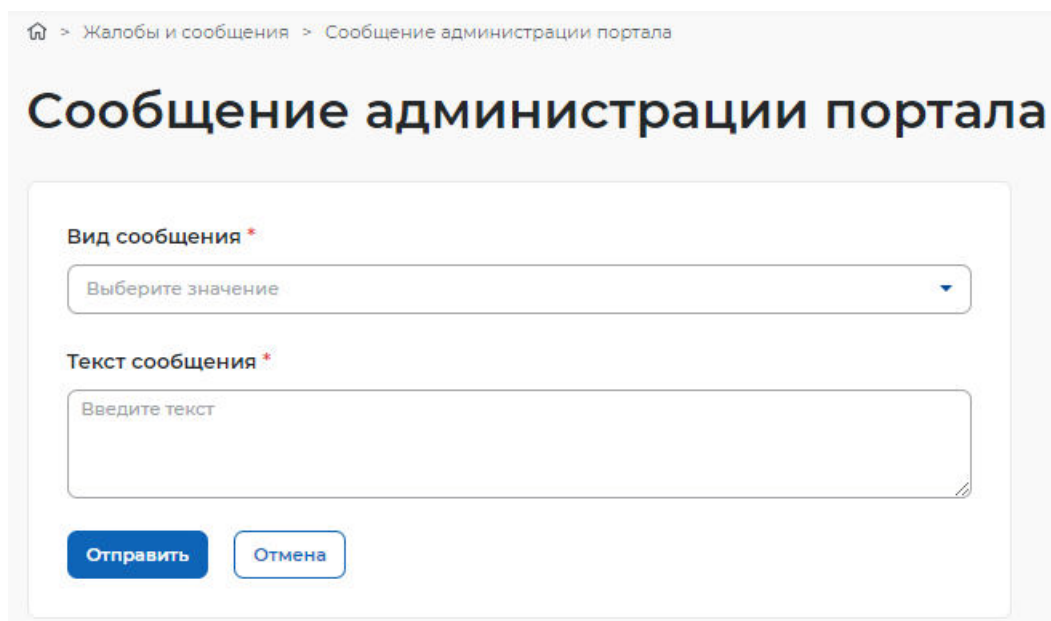 > Жалобы и сообщения > Сообщение администрации портала
Сообщение администрации портала
Вид сообщения *
Выберите значение
Текст сообщения *
Введите текст
Отправить Отмена